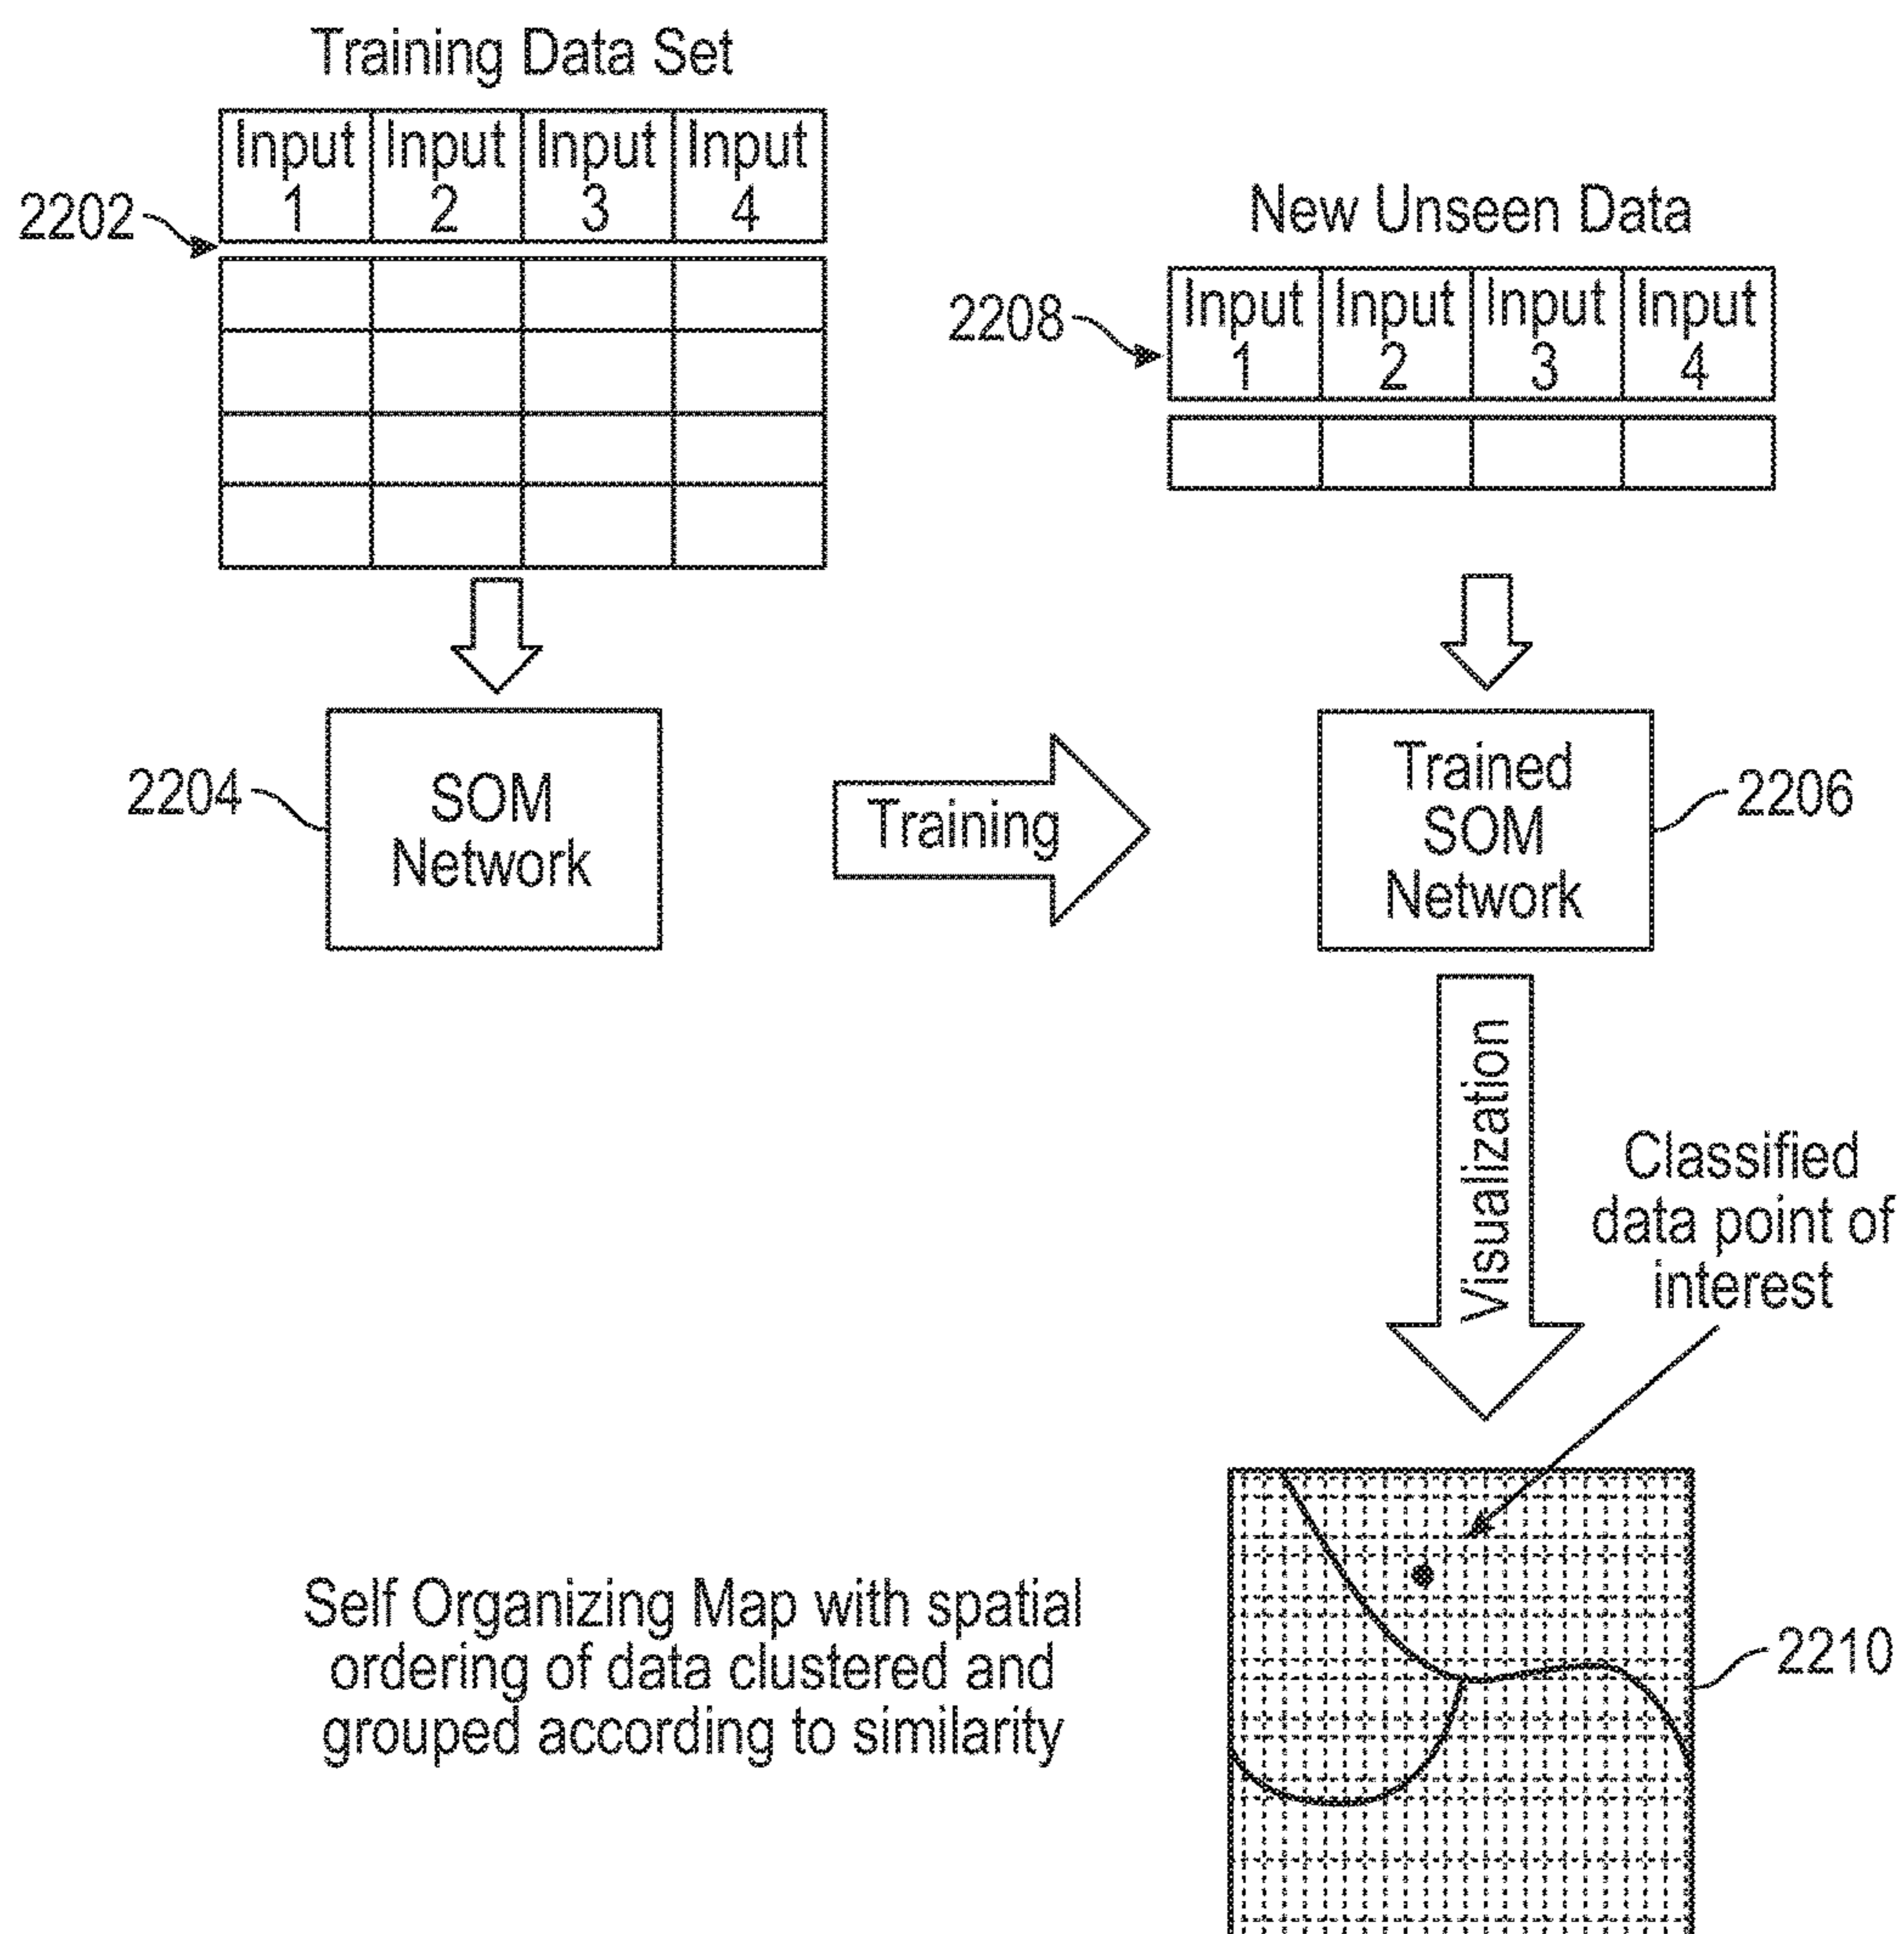 Training Data Set
Input Input Input Input
1 2 3 4
2202
New Unseen Data
2208
Input Input Input Input
1 2 3 4
2204
SOM
Network
Training
Trained
SOM
Network
2206
Visualization
Classified
data point of
interest
Self Organizing Map with spatial
ordering of data clustered and
grouped according to similarity
2210